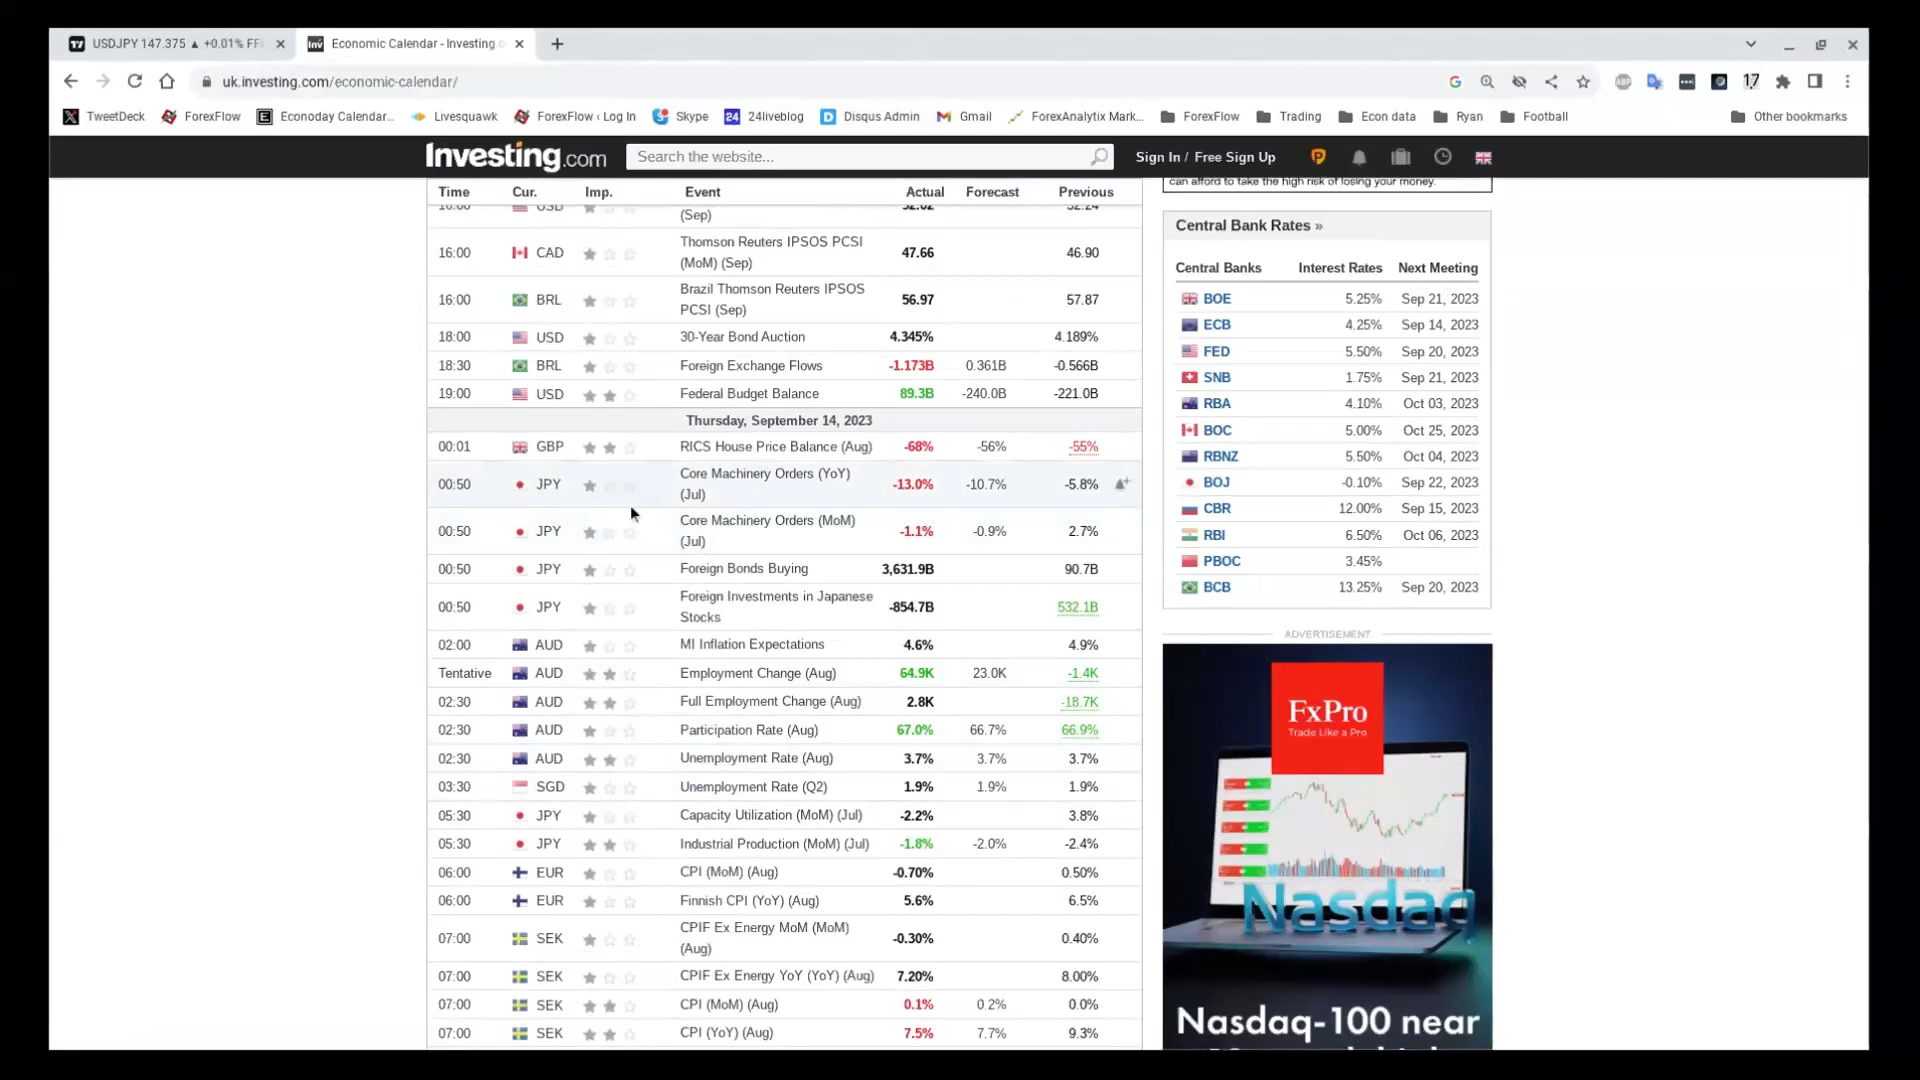 USDJPY 147.375 ▲ +0.01% FF
Economic Calendar - Investing.c
uk.investing.com/economic-calendar/
TweetDeck ForexFlow Econoday Calendar... Livesquawk ForexFlow ‹ Log In Skype 24liveblog Disqus Admin Gmail ForexAnalytix Mark... ForexFlow Trading Econ data Ryan Football Other bookmarks
Investing.com Search the website... Sign In / Free Sign Up
can afford to take the high risk of losing your money.
Time Cur. Imp. Event Actual Forecast Previous
16:00 USD (Sep) 52.02 52.24
16:00 CAD Thomson Reuters IPSOS PCSI (MoM) (Sep) 47.66 46.90
16:00 BRL Brazil Thomson Reuters IPSOS PCSI (Sep) 56.97 57.87
18:00 USD 30-Year Bond Auction 4.345% 4.189%
18:30 BRL Foreign Exchange Flows -1.173B 0.361B -0.566B
19:00 USD Federal Budget Balance 89.3B -240.0B -221.0B
Thursday, September 14, 2023
00:01 GBP RICS House Price Balance (Aug) -68% -56% -55%
00:50 JPY Core Machinery Orders (YoY) (Jul) -13.0% -10.7% -5.8%
00:50 JPY Core Machinery Orders (MoM) (Jul) -1.1% -0.9% 2.7%
00:50 JPY Foreign Bonds Buying 3,631.9B 90.7B
00:50 JPY Foreign Investments in Japanese Stocks -854.7B 532.1B
02:00 AUD MI Inflation Expectations 4.6% 4.9%
Tentative AUD Employment Change (Aug) 64.9K 23.0K -1.4K
02:30 AUD Full Employment Change (Aug) 2.8K -18.7K
02:30 AUD Participation Rate (Aug) 67.0% 66.7% 66.9%
02:30 AUD Unemployment Rate (Aug) 3.7% 3.7% 3.7%
03:30 SGD Unemployment Rate (Q2) 1.9% 1.9% 1.9%
05:30 JPY Capacity Utilization (MoM) (Jul) -2.2% 3.8%
05:30 JPY Industrial Production (MoM) (Jul) -1.8% -2.0% -2.4%
06:00 EUR CPI (MoM) (Aug) -0.70% 0.50%
06:00 EUR Finnish CPI (YoY) (Aug) 5.6% 6.5%
07:00 SEK CPIF Ex Energy MoM (MoM) (Aug) -0.30% 0.40%
07:00 SEK CPIF Ex Energy YoY (YoY) (Aug) 7.20% 8.00%
07:00 SEK CPI (MoM) (Aug) 0.1% 0.2% 0.0%
07:00 SEK CPI (YoY) (Aug) 7.5% 7.7% 9.3%
Central Bank Rates »
Central Banks Interest Rates Next Meeting
BOE 5.25% Sep 21, 2023
ECB 4.25% Sep 14, 2023
FED 5.50% Sep 20, 2023
SNB 1.75% Sep 21, 2023
RBA 4.10% Oct 03, 2023
BOC 5.00% Oct 25, 2023
RBNZ 5.50% Oct 04, 2023
BOJ -0.10% Sep 22, 2023
CBR 12.00% Sep 15, 2023
RBI 6.50% Oct 06, 2023
PBOC 3.45%
BCB 13.25% Sep 20, 2023
ADVERTISEMENT
FxPro
Trade Like a Pro
Nasdaq
Nasdaq-100 near